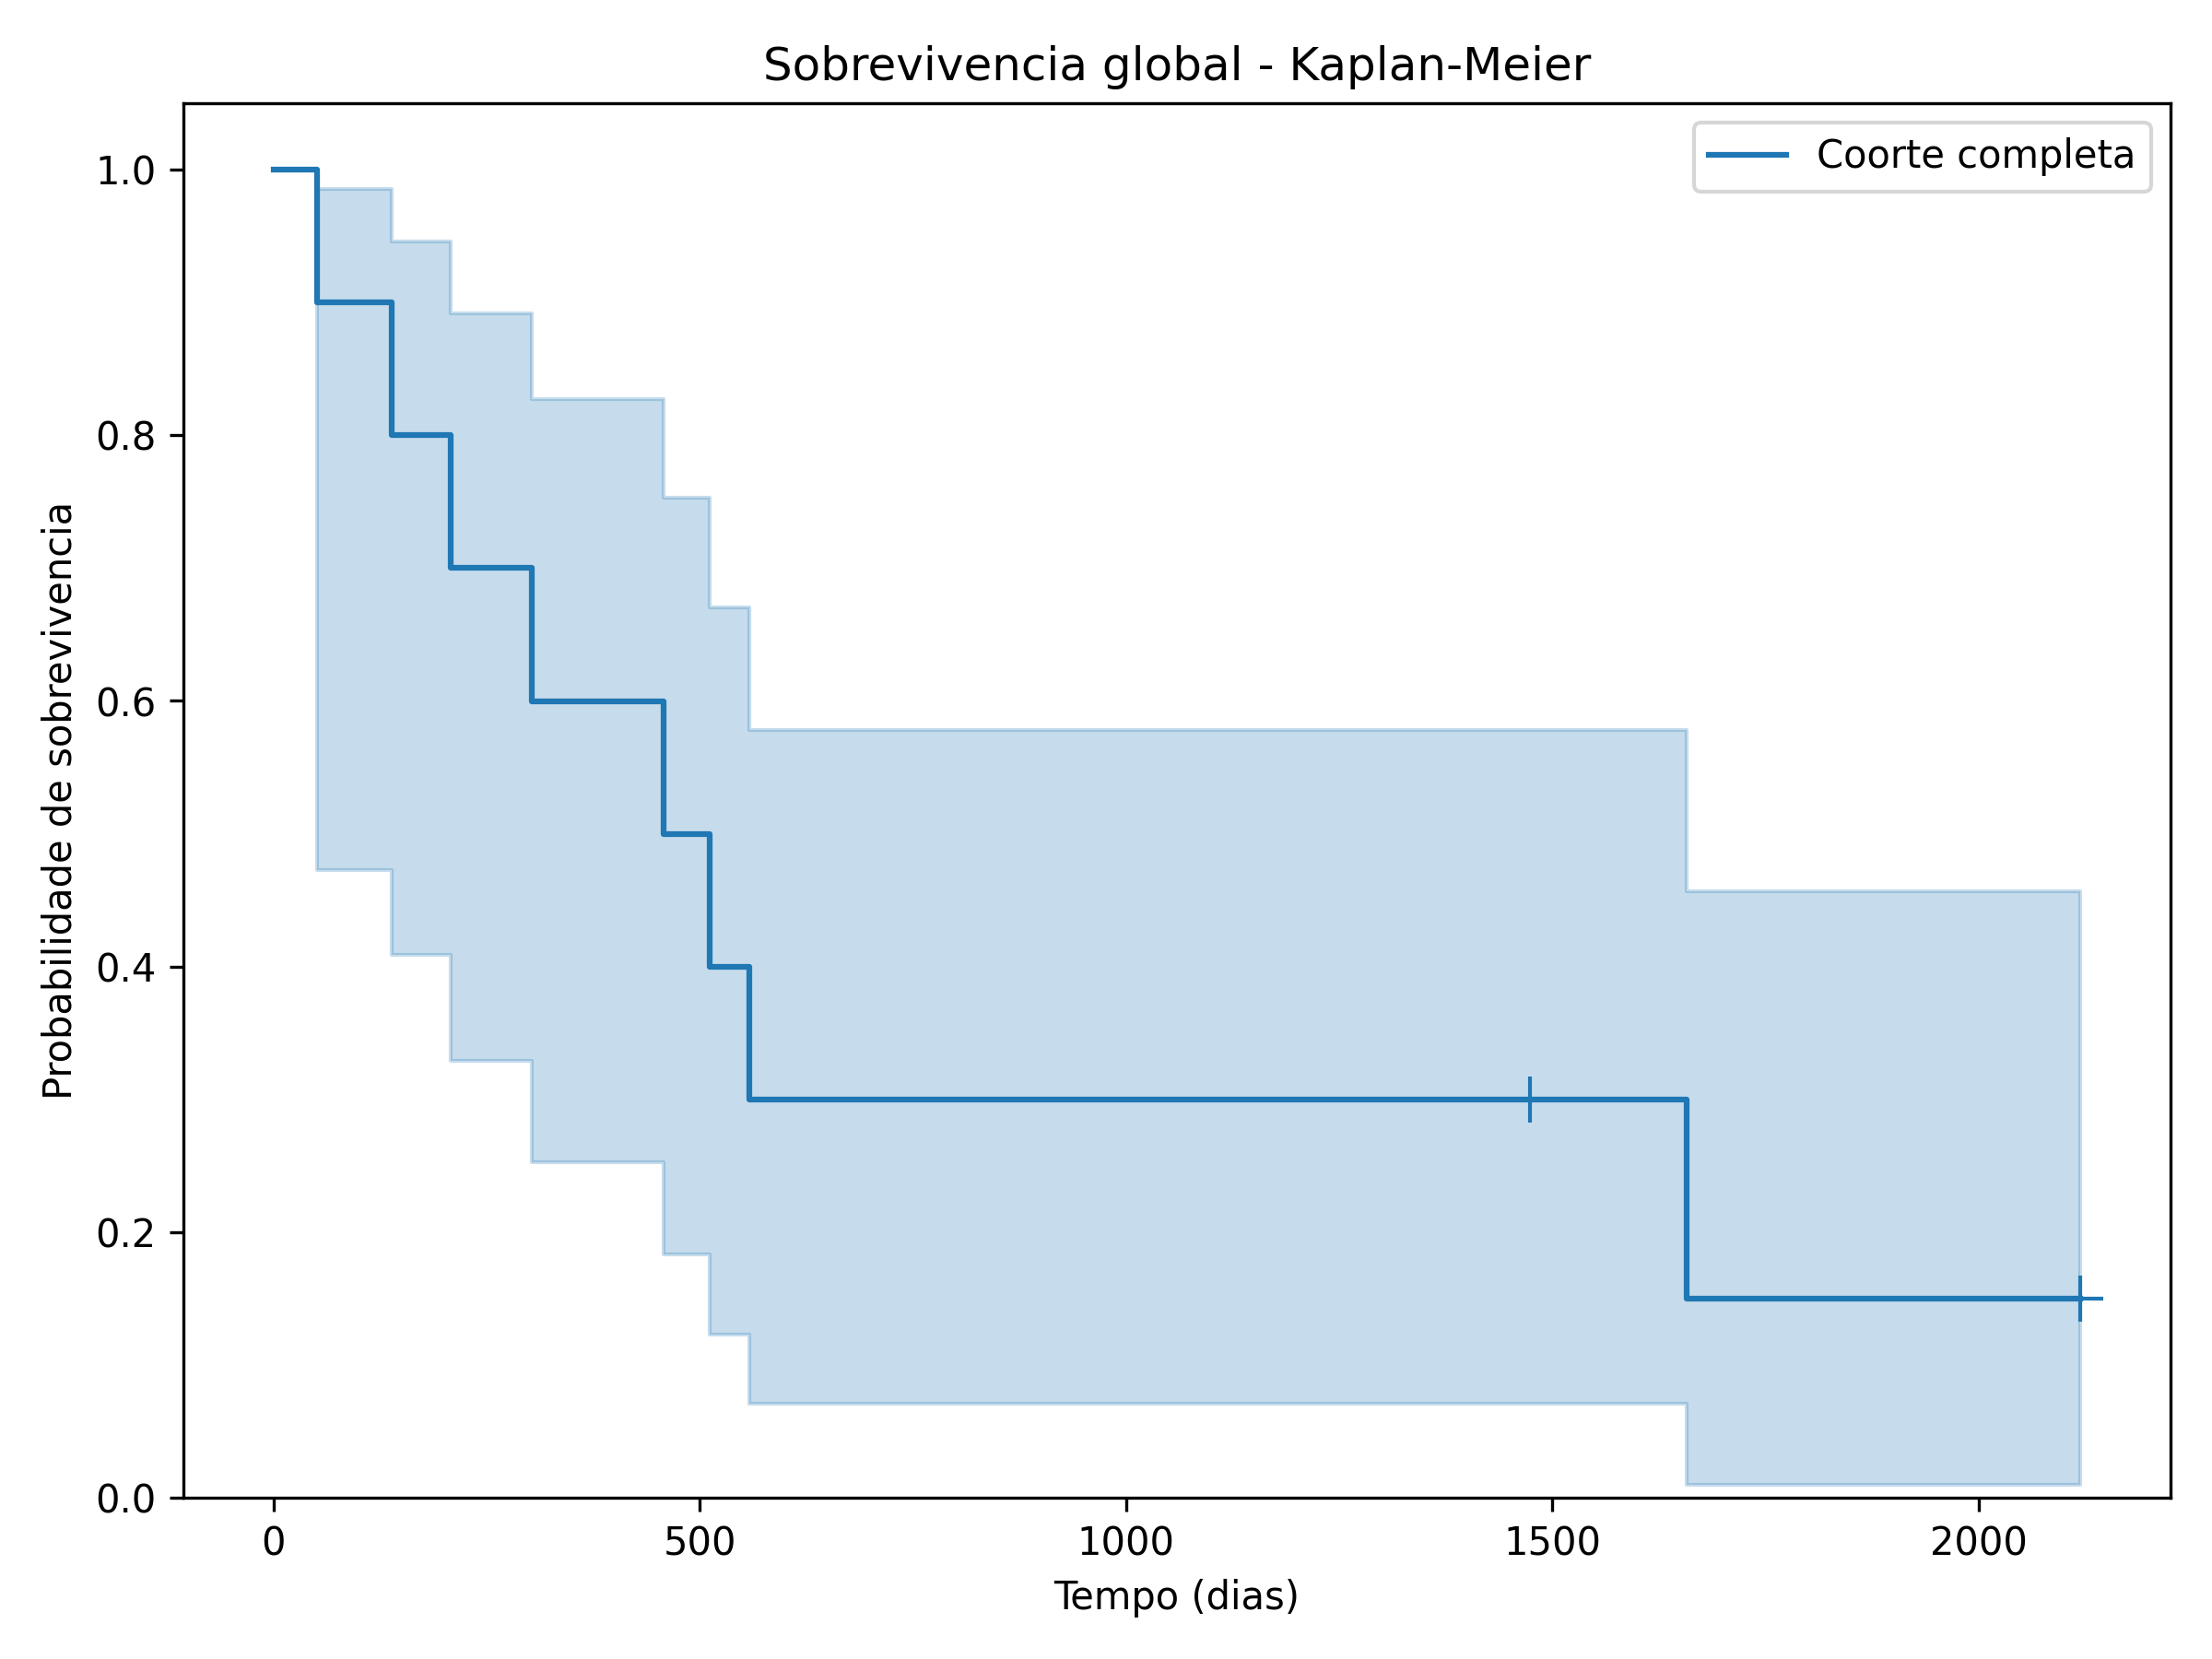 Sobrevivencia global - Kaplan-Meier
Coorte completa
Probabilidade de sobrevivencia
1.0
0.8
0.6
0.4
0.2
0.0
0
500
1000
1500
2000
Tempo (dias)